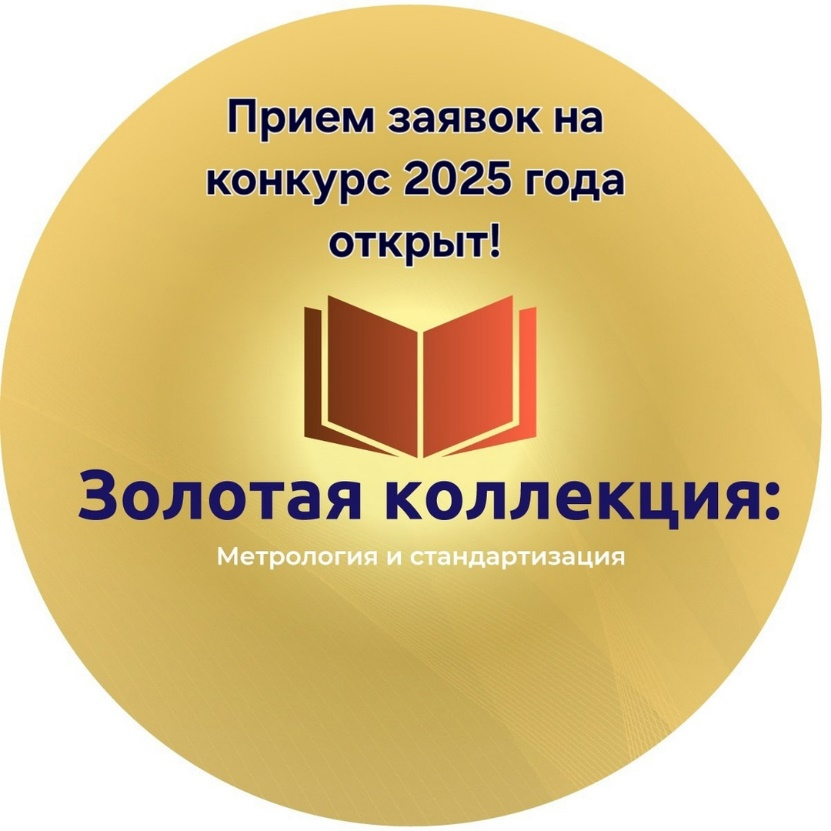 Прием заявок на
конкурс 2025 года
открыт!
Золотая коллекция:
Метрология и стандартизация